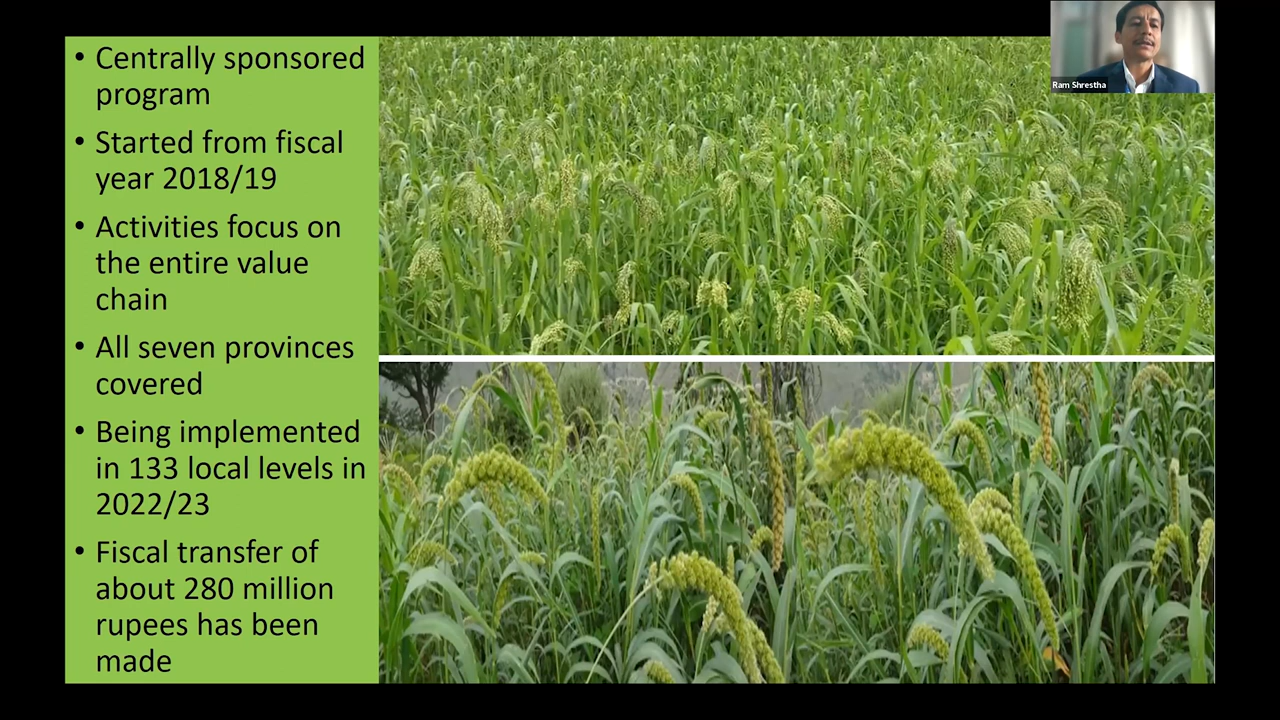 • Centrally sponsored
program
• Started from fiscal
year 2018/19
• Activities focus on
the entire value
chain
• All seven provinces
covered
• Being implemented
in 133 local levels in
2022/23
• Fiscal transfer of
about 280 million
rupees has been
made
Ram Shrestha